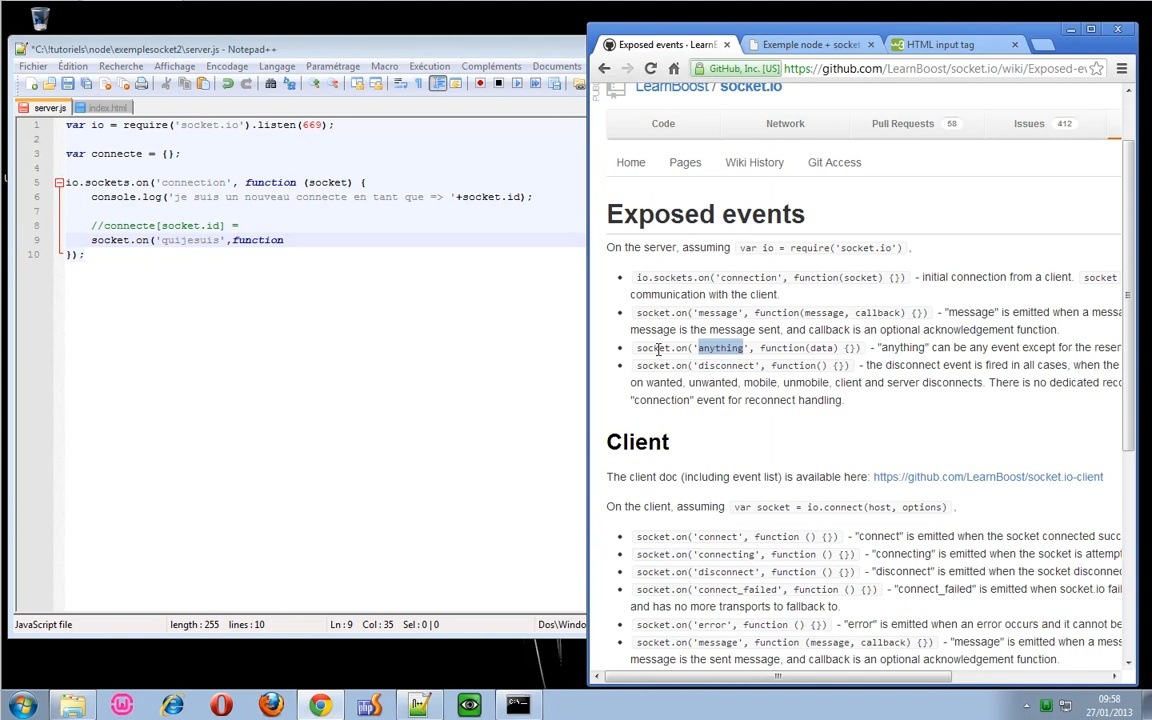 *C:\!tutoriels\node\exemplesocket2\server.js - Notepad++
Fichier Édition Recherche Affichage Encodage Langage Paramétrage Macro Exécution Compléments Documents
server.js index.html
1 var io = require('socket.io').listen(669);
2
3 var connecte = {};
4
5 io.sockets.on('connection', function (socket) {
6 console.log('je suis un nouveau connecte en tant que => '+socket.id);
7
8 //connecte[socket.id] =
9 socket.on('quijesuis',function
10 });
JavaScript file length : 255 lines : 10 Ln : 9 Col : 35 Sel : 0 | 0 Dos\Windo
Exposed events · LearnB Exemple node + socket HTML input tag
GitHub, Inc. [US] https://github.com/LearnBoost/socket.io/wiki/Exposed-ev
LearnBoost / socket.io
Code Network Pull Requests 58 Issues 412
Home Pages Wiki History Git Access
Exposed events
On the server, assuming var io = require('socket.io') ,
• io.sockets.on('connection', function(socket) {}) - initial connection from a client. socket
communication with the client.
• socket.on('message', function(message, callback) {}) - "message" is emitted when a messa
message is the message sent, and callback is an optional acknowledgement function.
• socket.on('anything', function(data) {}) - "anything" can be any event except for the reser
• socket.on('disconnect', function() {}) - the disconnect event is fired in all cases, when the
on wanted, unwanted, mobile, unmobile, client and server disconnects. There is no dedicated reco
"connection" event for reconnect handling.
Client
The client doc (including event list) is available here: https://github.com/LearnBoost/socket.io-client
On the client, assuming var socket = io.connect(host, options) ,
• socket.on('connect', function () {}) - "connect" is emitted when the socket connected succ
• socket.on('connecting', function () {}) - "connecting" is emitted when the socket is attempt
• socket.on('disconnect', function () {}) - "disconnect" is emitted when the socket disconnec
• socket.on('connect_failed', function () {}) - "connect_failed" is emitted when socket.io fail
and has no more transports to fallback to.
• socket.on('error', function () {}) - "error" is emitted when an error occurs and it cannot be
• socket.on('message', function (message, callback) {}) - "message" is emitted when a mess
message is the sent message, and callback is an optional acknowledgement function.
09:58
27/01/2013